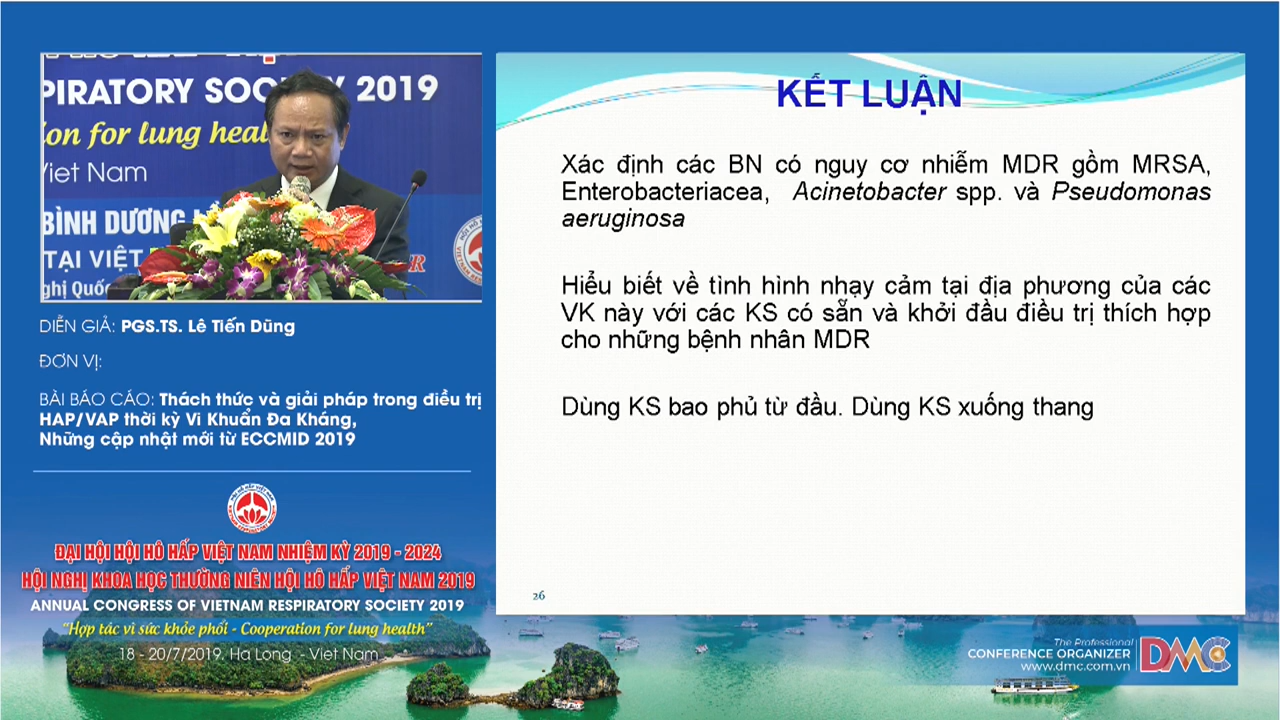 PIRATORY SOCIETY 2019
ion for lung heal
Viet Nam
BÌNH DƯƠNG
TẠI VIỆT
ghị Quốc
DIỄN GIẢ: PGS.TS. Lê Tiến Dũng
ĐƠN VỊ:
BÀI BÁO CÁO: Thách thức và giải pháp trong điều trị
HAP/VAP thời kỳ Vi Khuẩn Đa Kháng,
Những cập nhật mới từ ECCMID 2019
ĐẠI HỘI HỘI HÔ HẤP VIỆT NAM NHIỆM KỲ 2019 - 2024
HỘI NGHỊ KHOA HỌC THƯỜNG NIÊN HỘI HÔ HẤP VIỆT NAM 2019
ANNUAL CONGRESS OF VIETNAM RESPIRATORY SOCIETY 2019
"Hợp tác vì sức khỏe phổi - Cooperation for lung health"
18 - 20/7/2019. Ha Long - Viet Nam
KẾT LUẬN
Xác định các BN có nguy cơ nhiễm MDR gồm MRSA,
Enterobacteriacea, Acinetobacter spp. và Pseudomonas
aeruginosa
Hiểu biết về tình hình nhạy cảm tại địa phương của các
VK này với các KS có sẵn và khởi đầu điều trị thích hợp
cho những bệnh nhân MDR
Dùng KS bao phủ từ đầu. Dùng KS xuống thang
26
The Professional
CONFERENCE ORGANIZER
www.dmc.com.vn
DMC